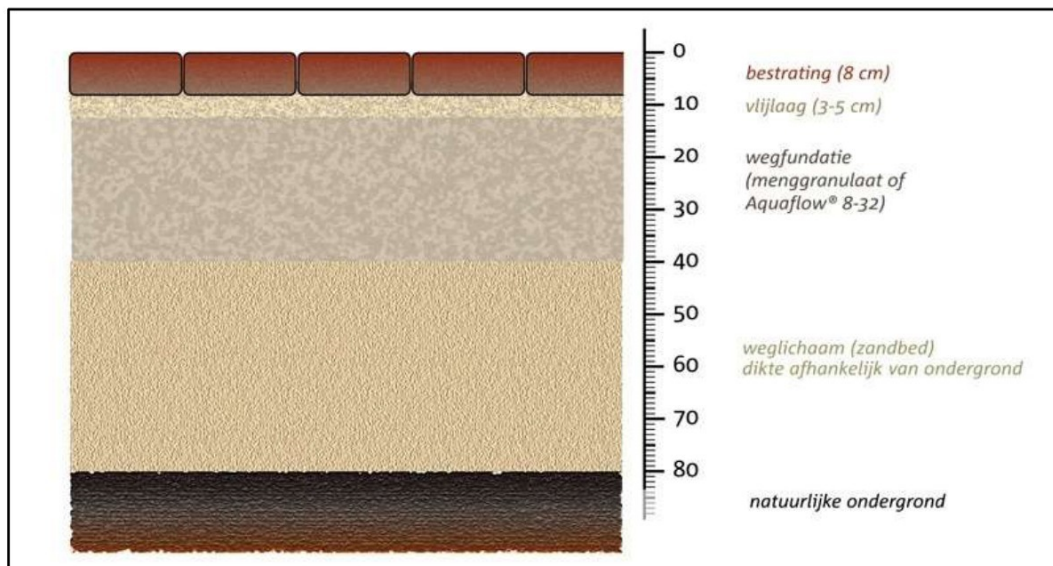 0
10
20
30
40
50
60
70
80
bestrating (8 cm)
vlijlaag (3-5 cm)
wegfundatie
(menggranulaat of
Aquaflow® 8-32)
weglichaam (zandbed)
dikte afhankelijk van ondergrond
natuurlijke ondergrond